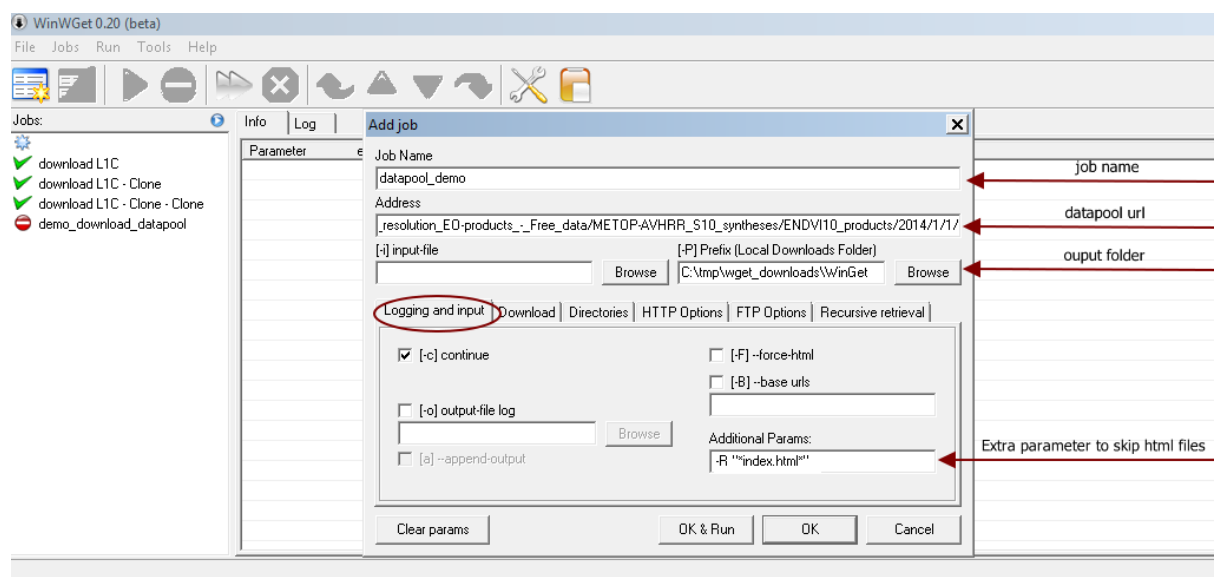 WinWGet 0.20 (beta)
File Jobs Run Tools Help
Jobs:
download L1C
download L1C - Clone
download L1C - Clone - Clone
demo_download_datapool
Info Log
Parameter e
Add job
Job Name
datapool_demo
job name
Address
_resolution_EO-products_-_Free_data/METOP-AVHRR_S10_syntheses/ENDVI10_products/2014/1/1/
datapool url
[-i] input-file [-P] Prefix (Local Downloads Folder)
Browse C:\tmp\wget_downloads\WinGet Browse
ouput folder
Logging and input Download Directories HTTP Options FTP Options Recursive retrieval
[-c] continue [-F] --force-html
[-B] --base urls
[-o] output-file log
Browse
Additional Params:
[a] --append-output
-R "*index.html*"
Extra parameter to skip html files
Clear params OK & Run OK Cancel